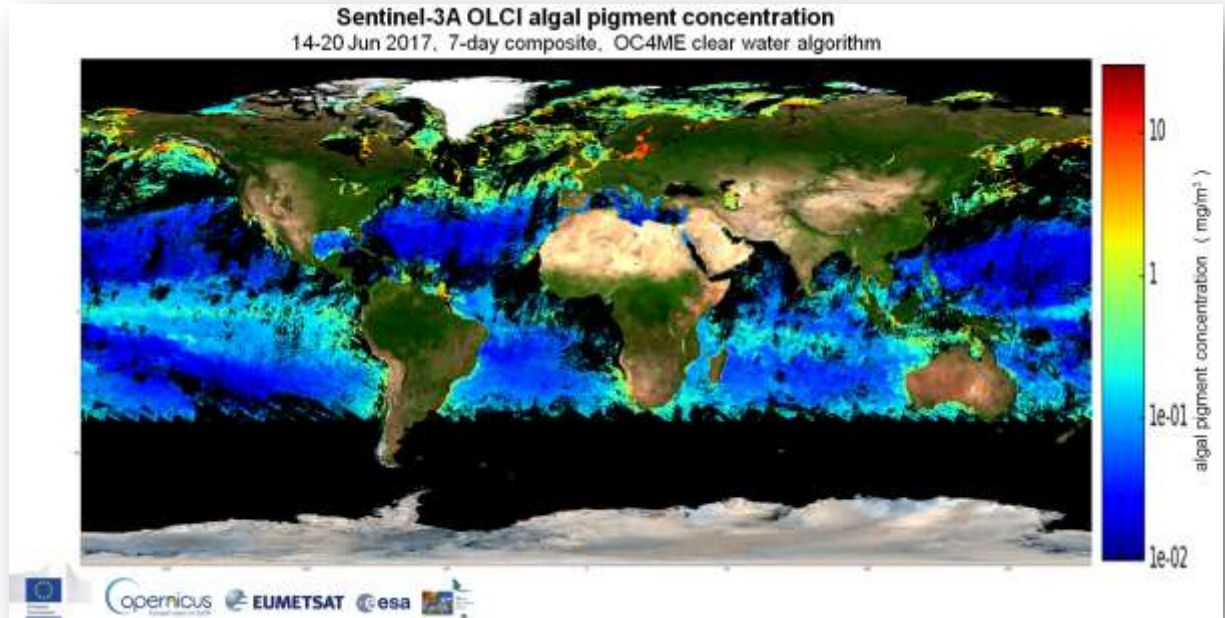 Sentinel-3A OLCI algal pigment concentration
14-20 Jun 2017, 7-day composite, OC4ME clear water algorithm
10
1
1e-01
1e-02
algal pigment concentration ( mg/m³ )
opernicus
EUMETSAT
esa